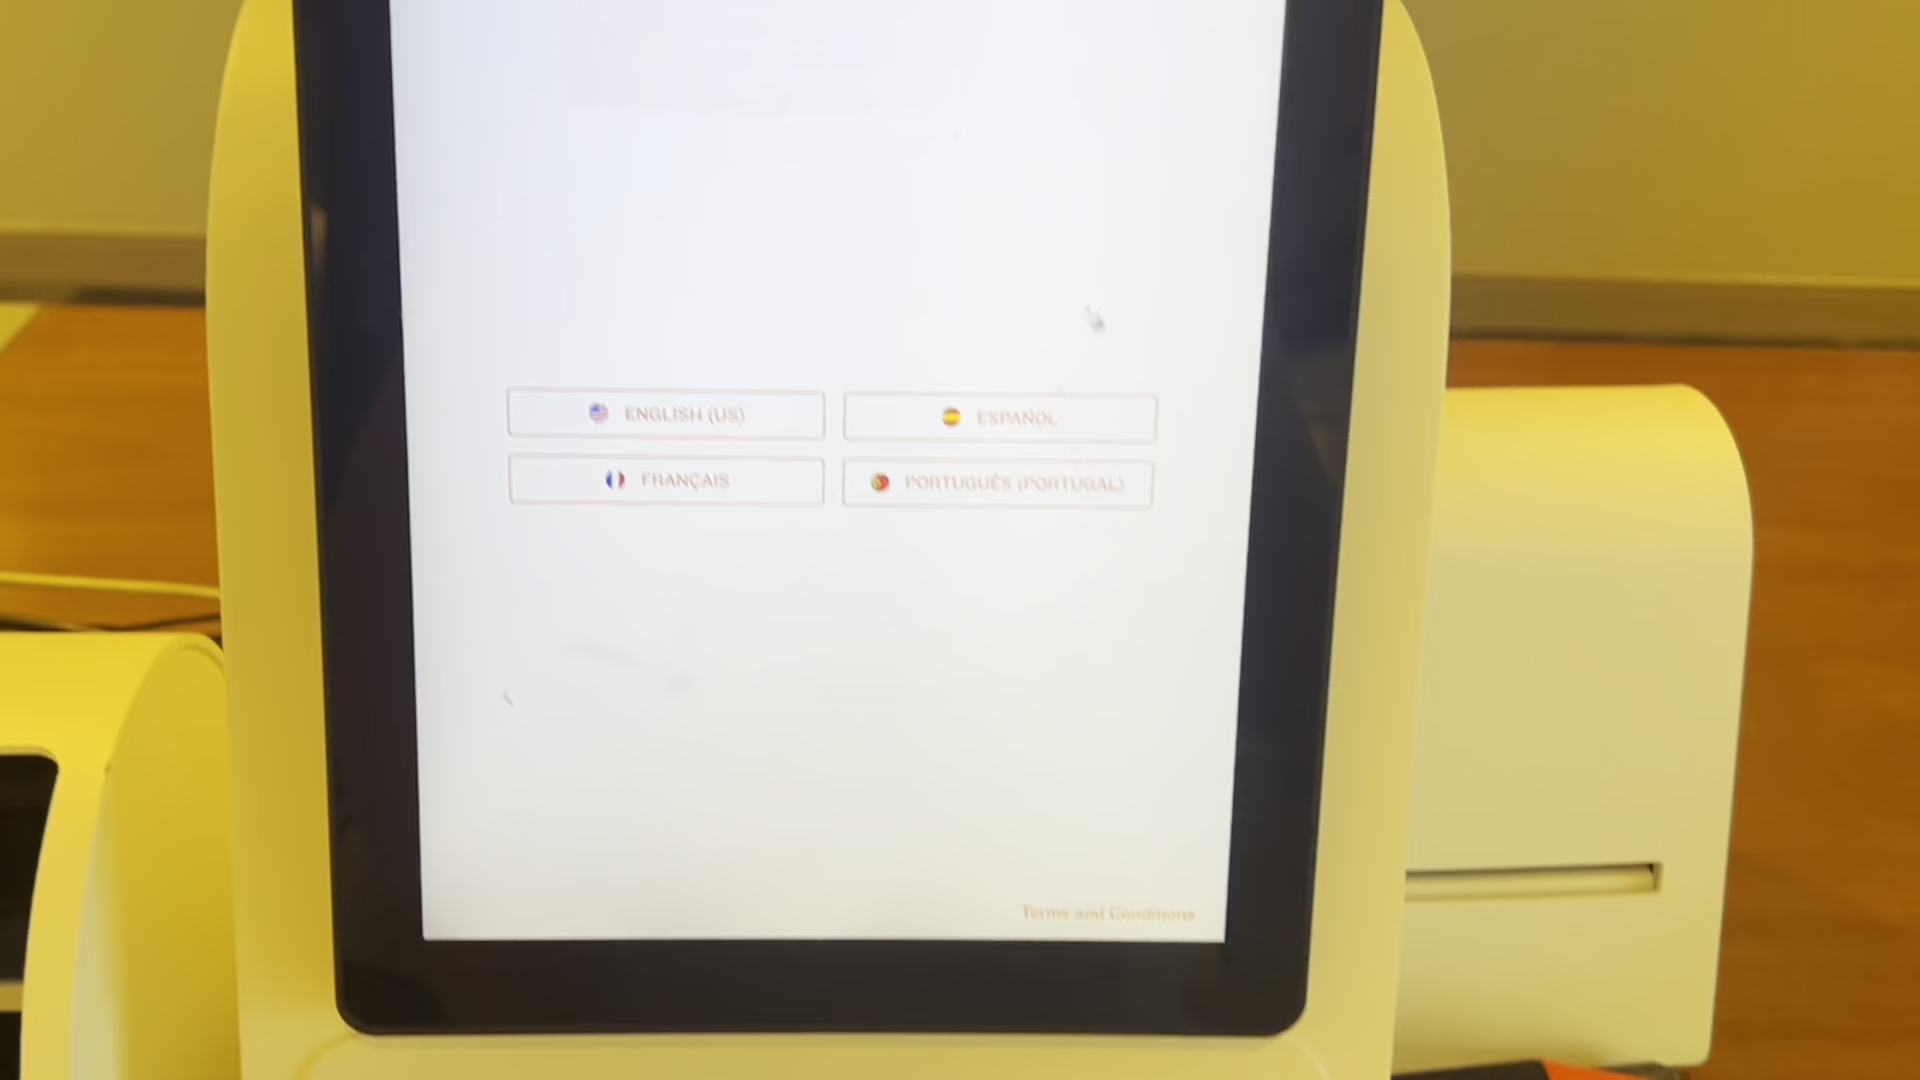 ENGLISH (US)
ESPAÑOL
FRANÇAIS
PORTUGUÊS (PORTUGAL)
Terms and Conditions